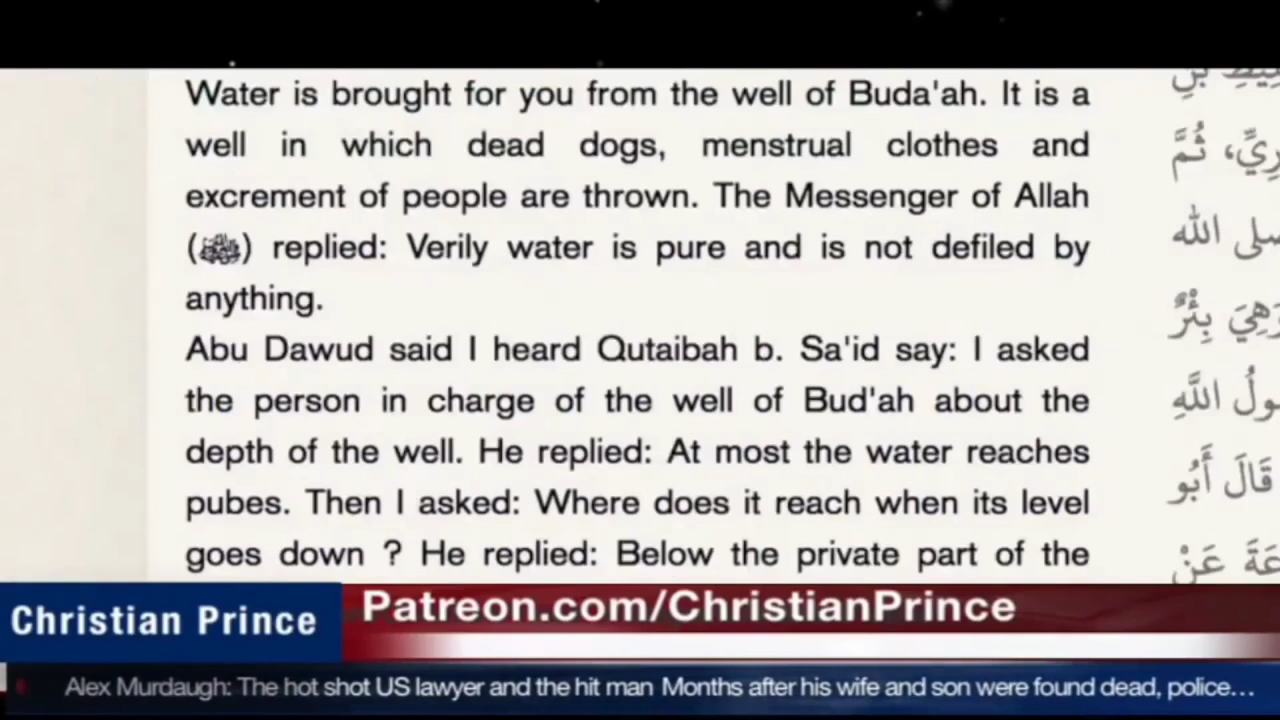 Water is brought for you from the well of Buda'ah. It is a
well in which dead dogs, menstrual clothes and
excrement of people are thrown. The Messenger of Allah
(ﷺ) replied: Verily water is pure and is not defiled by
anything.
Abu Dawud said I heard Qutaibah b. Sa'id say: I asked
the person in charge of the well of Bud'ah about the
depth of the well. He replied: At most the water reaches
pubes. Then I asked: Where does it reach when its level
goes down ? He replied: Below the private part of the
ثُمَّ
صلى الله
وَهِيَ بِئْرٌ
اللَّهِ
قَالَ أَبُو
عَنْ
Christian Prince
Patreon.com/ChristianPrince
Alex Murdaugh: The hot shot US lawyer and the hit man Months after his wife and son were found dead, police...